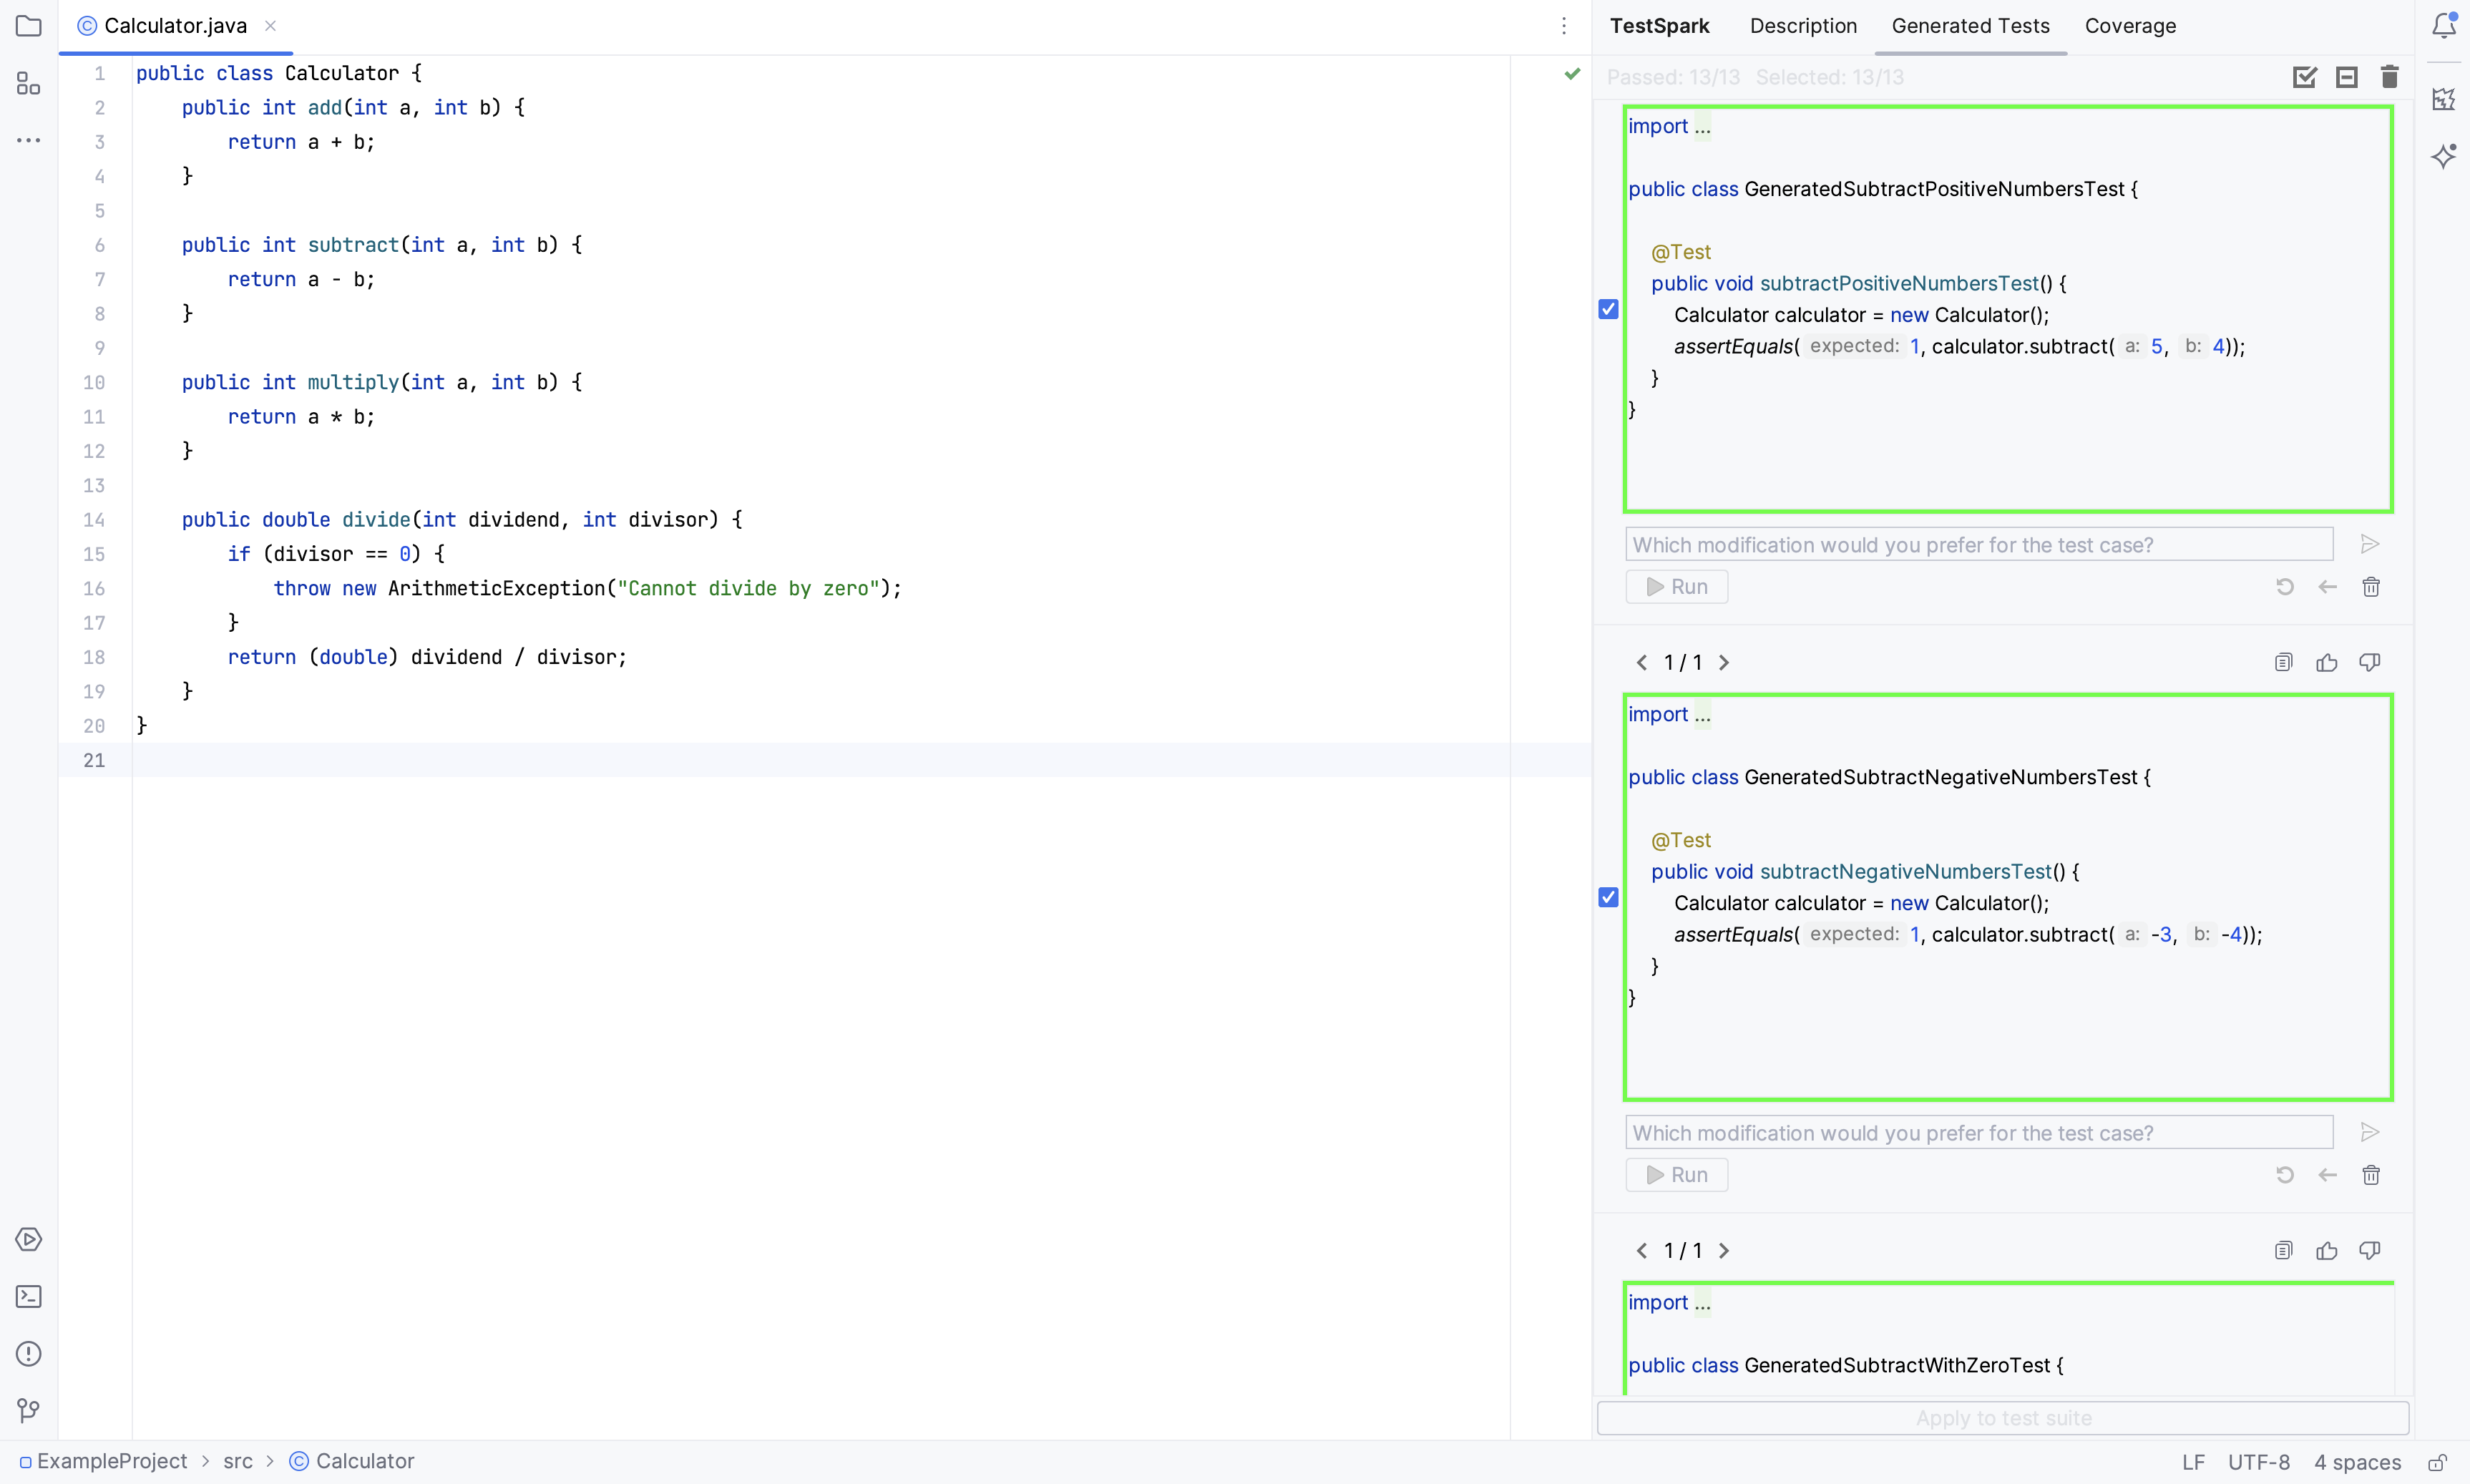 Calculator.java
1 public class Calculator {
2 public int add(int a, int b) {
3 return a + b;
4 }
5
6 public int subtract(int a, int b) {
7 return a - b;
8 }
9
10 public int multiply(int a, int b) {
11 return a * b;
12 }
13
14 public double divide(int dividend, int divisor) {
15 if (divisor == 0) {
16 throw new ArithmeticException("Cannot divide by zero");
17 }
18 return (double) dividend / divisor;
19 }
20 }
21
TestSpark Description Generated Tests Coverage
Passed: 13/13 Selected: 13/13
import ...
public class GeneratedSubtractPositiveNumbersTest {
@Test
public void subtractPositiveNumbersTest() {
Calculator calculator = new Calculator();
assertEquals( expected: 1, calculator.subtract( a: 5, b: 4));
}
}
Which modification would you prefer for the test case?
Run
1 / 1
import ...
public class GeneratedSubtractNegativeNumbersTest {
@Test
public void subtractNegativeNumbersTest() {
Calculator calculator = new Calculator();
assertEquals( expected: 1, calculator.subtract( a: -3, b: -4));
}
}
Which modification would you prefer for the test case?
Run
1 / 1
import ...
public class GeneratedSubtractWithZeroTest {
Apply to test suite
ExampleProject > src > Calculator
LF UTF-8 4 spaces